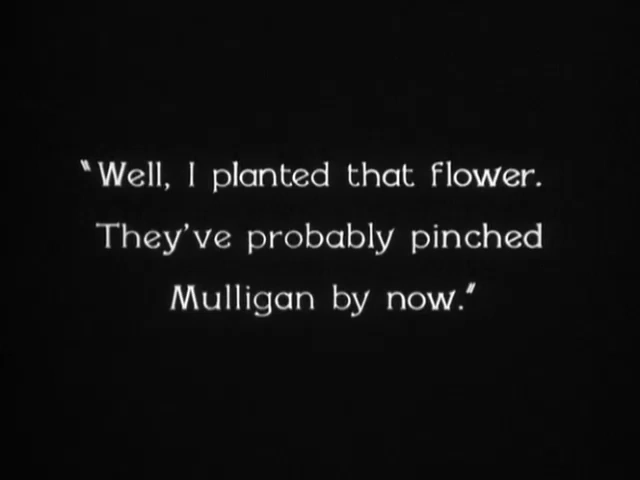 "Well, I planted that flower.
They've probably pinched
Mulligan by now."